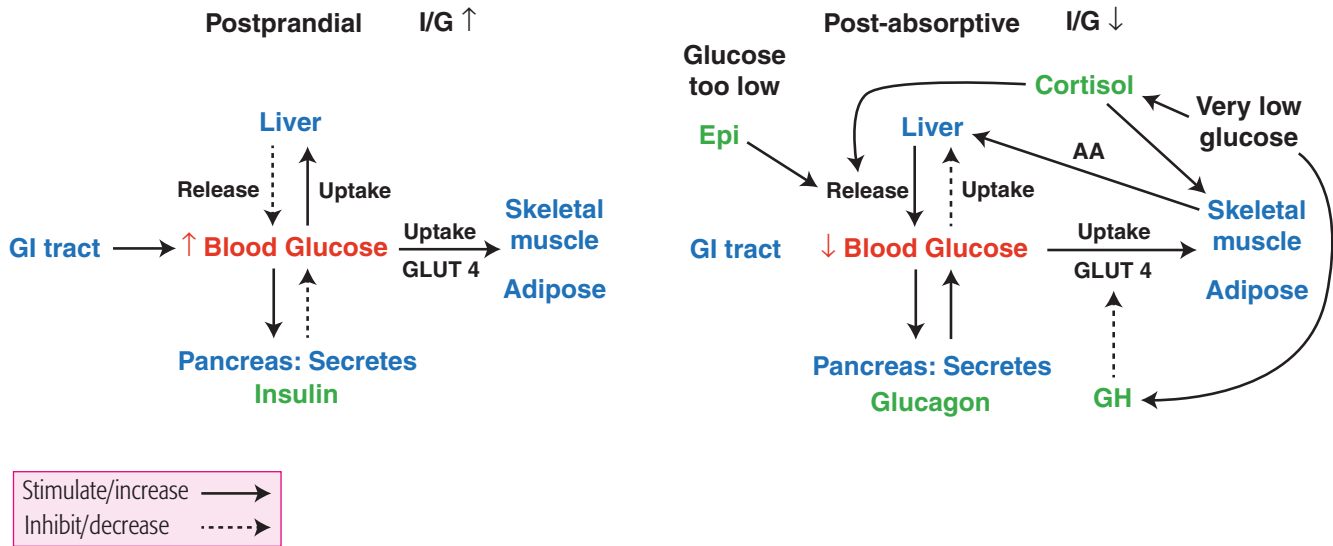 Postprandial I/G ↑
Liver
Release
Uptake
GI tract
↑ Blood Glucose
Uptake
GLUT 4
Skeletal
muscle
Adipose
Pancreas: Secretes
Insulin
Post-absorptive I/G ↓
Glucose
too low
Epi
Cortisol
Very low
glucose
Liver
AA
Release
Uptake
GI tract
↓ Blood Glucose
Uptake
GLUT 4
Skeletal
muscle
Adipose
Pancreas: Secretes
Glucagon
GH
Stimulate/increase
Inhibit/decrease